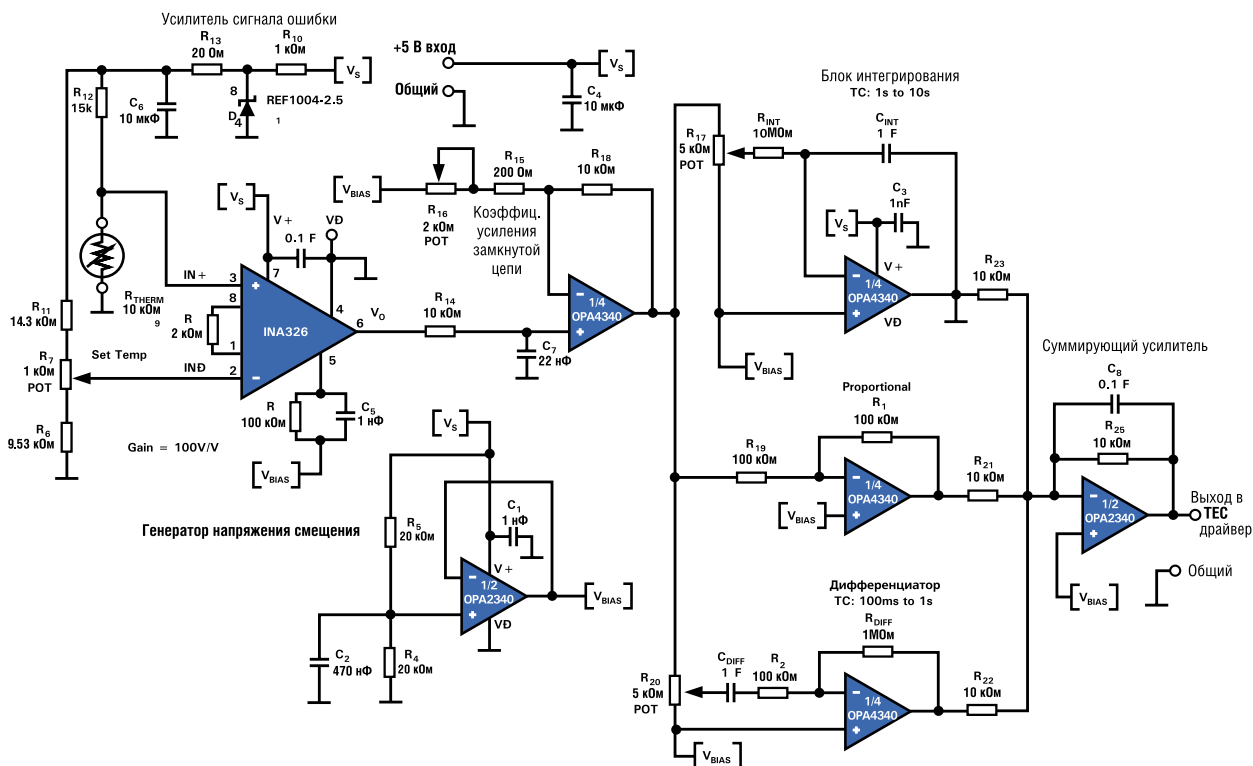 Усилитель сигнала ошибки
R13
20 Ом
R10
1 кОм
[VS]
R12
15k
C6
10 мкФ
8
D
4
REF1004-2.5
1
+5 В вход
Общий
[VS]
C4
10 мкФ
[VS]
V+
0.1 F
VĐ
7
IN+
3
8
1
INĐ
2
INA326
4
6
5
VO
RTHERM
10 кОм
9
R
2 кОм
R11
14.3 кОм
R7
1 кОм
POT
Set Temp
R6
9.53 кОм
Gain = 100V/V
R
100 кОм
C5
1 нФ
[VBIAS]
[VBIAS]
R16
2 кОм
POT
R15
200 Ом
R18
10 кОм
Коэффиц.
усиления
замкнутой
цепи
R14
10 кОм
C7
22 нФ
1/4
OPA4340
Генератор напряжения смещения
[VS]
R5
20 кОм
C1
1 нФ
V+
1/2
OPA2340
VĐ
[VBIAS]
C2
470 нФ
R4
20 кОм
Блок интегрирования
TC: 1s to 10s
R17
5 кОм
POT
RINT
10МОм
CINT
1 F
[VS]
C3
1nF
V+
1/4
OPA4340
VĐ
[VBIAS]
R23
10 кОм
Proportional
R1
100 кОм
R19
100 кОм
1/4
OPA4340
[VBIAS]
R21
10 кОм
Дифференциатор
TC: 100ms to 1s
RDIFF
1МОм
R20
5 кОм
POT
CDIFF
1 F
R2
100 кОм
1/4
OPA4340
R22
10 кОм
[VBIAS]
Суммирующий усилитель
C8
0.1 F
R25
10 кОм
1/2
OPA2340
Выход в
TEC
драйвер
[VBIAS]
Общий